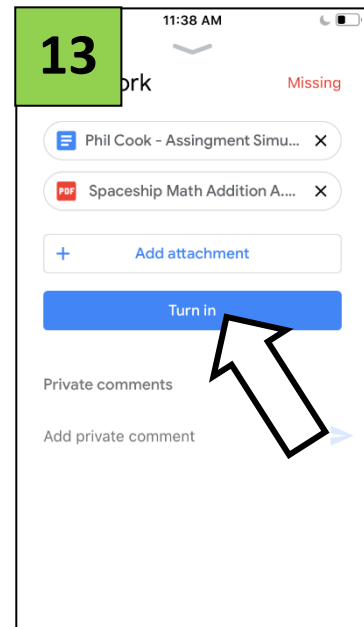 11:38 AM
13
ork
Missing
Phil Cook - Assingment Simu...
PDF
Spaceship Math Addition A....
+ Add attachment
Turn in
Private comments
Add private comment